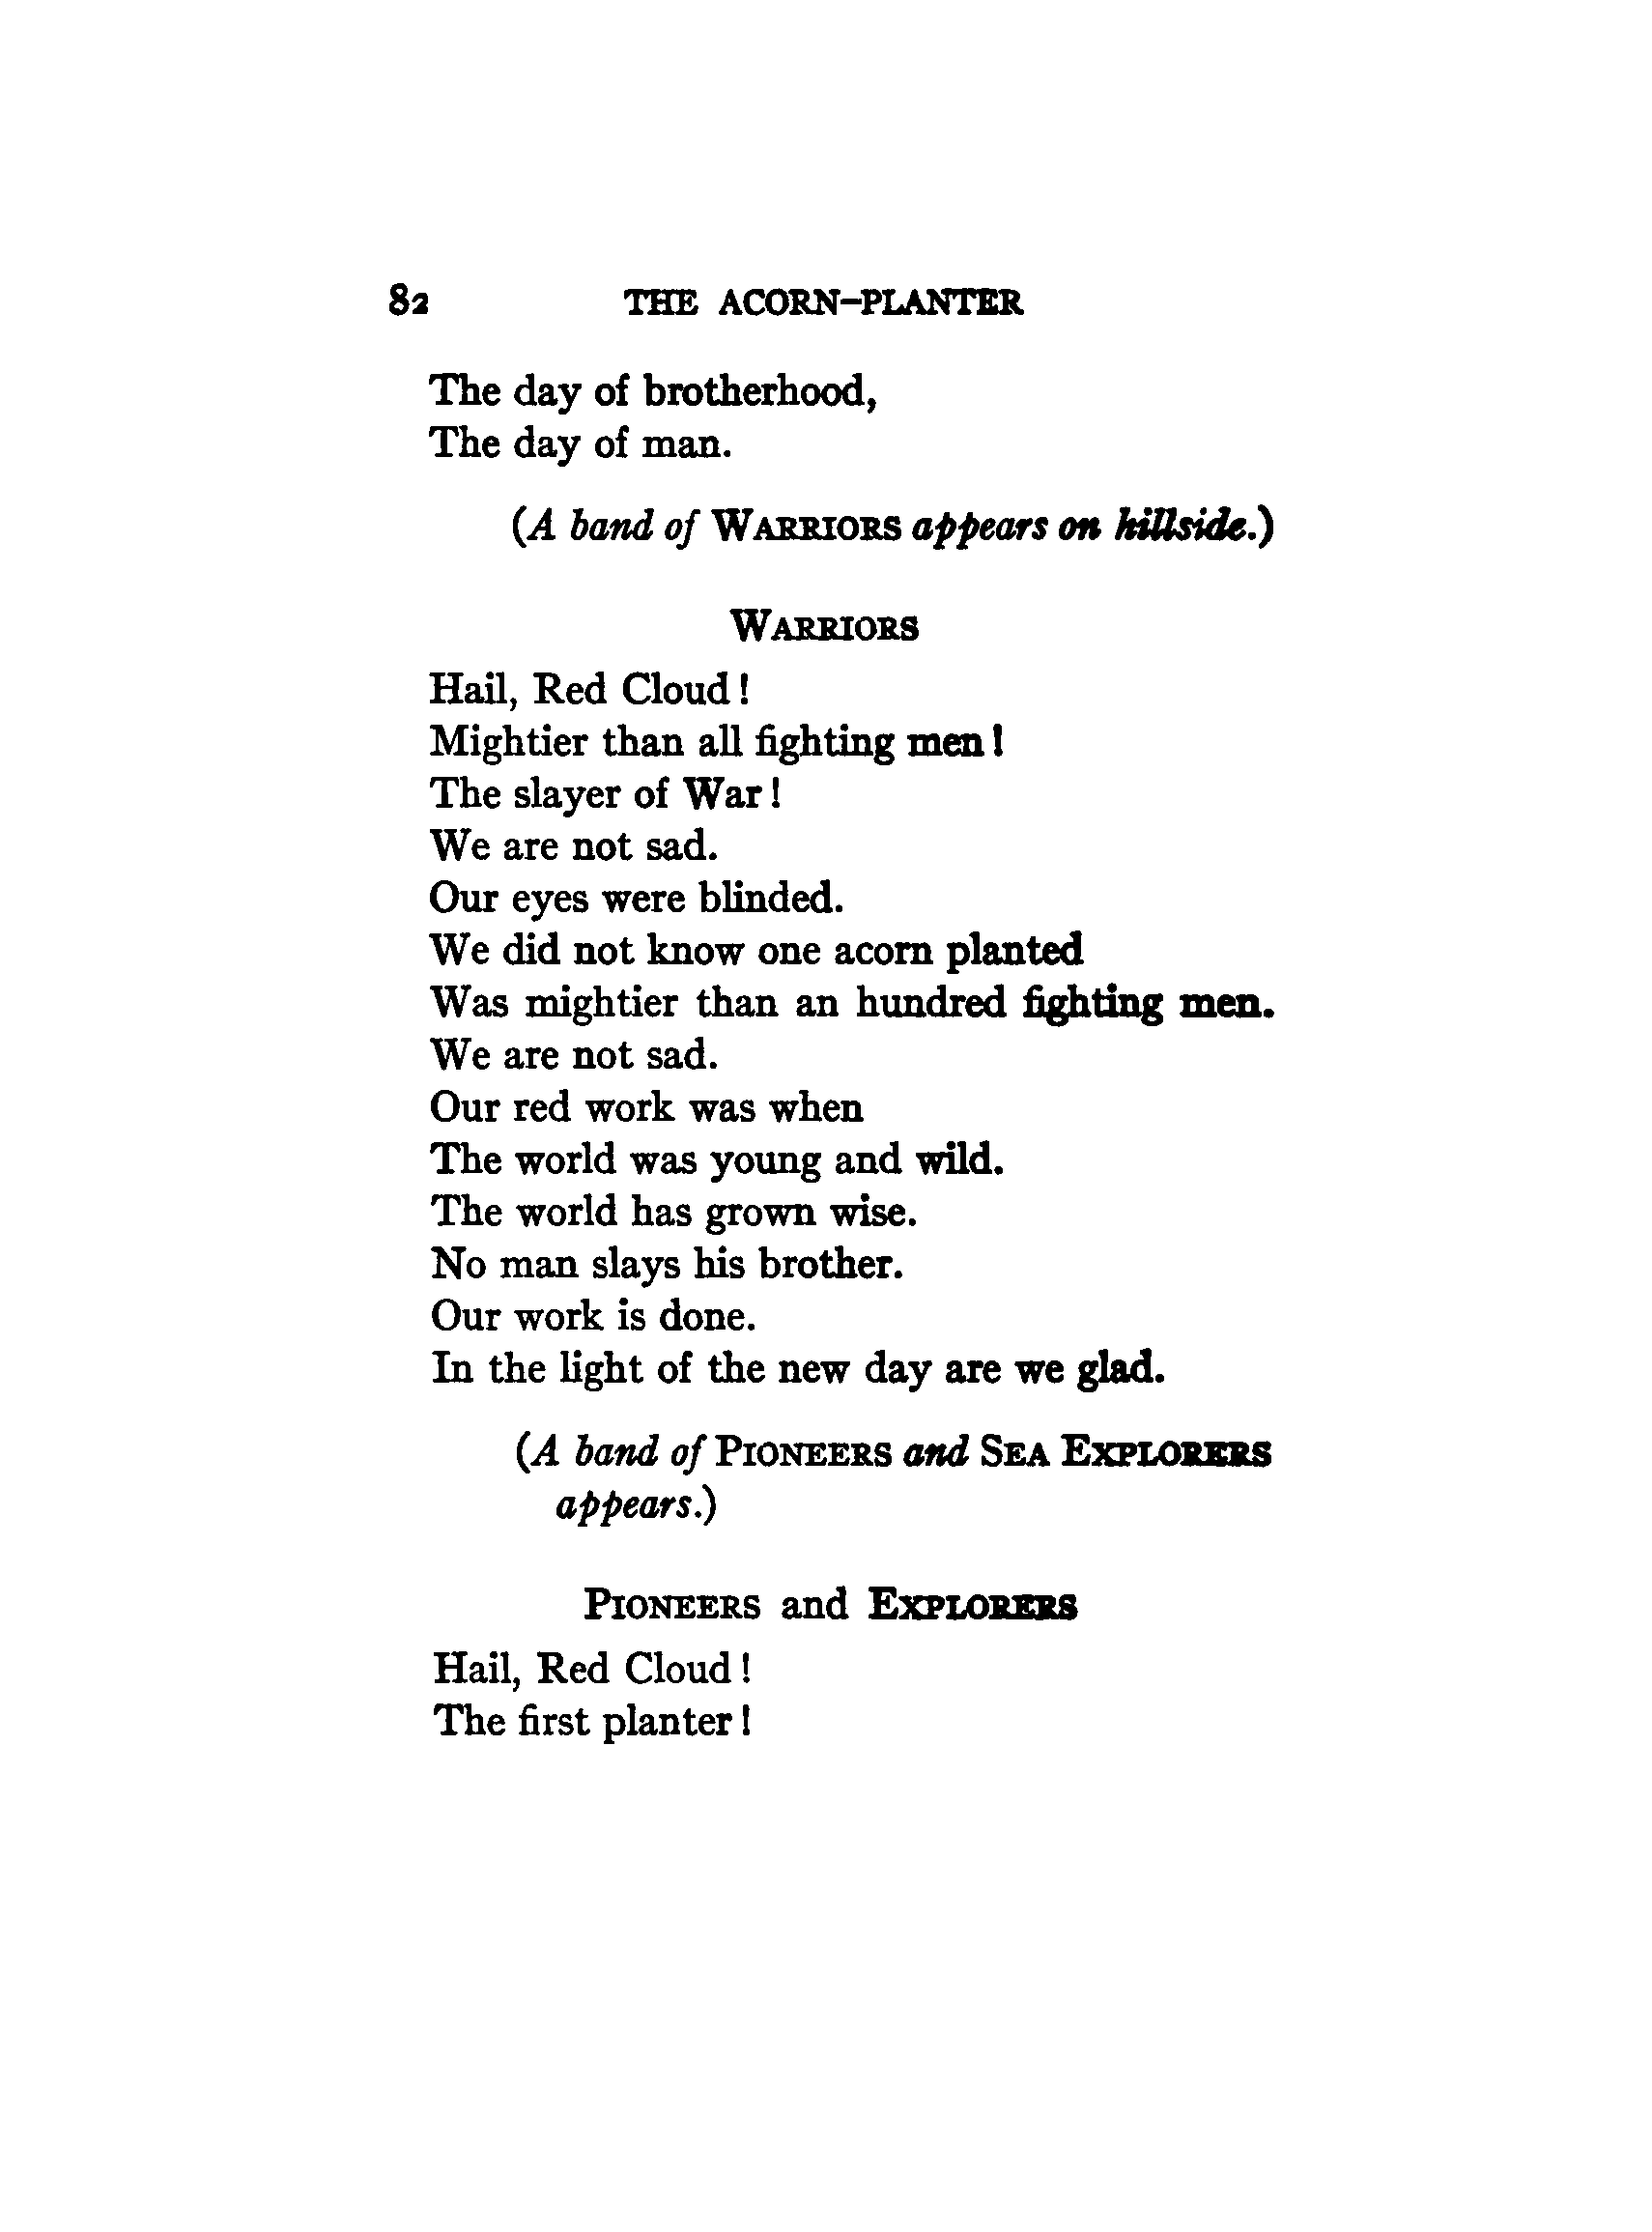 82 THE ACORN-PLANTER
The day of brotherhood,
The day of man.
(A band of WARRIORS appears on hillside.)
WARRIORS
Hail, Red Cloud!
Mightier than all fighting men!
The slayer of War!
We are not sad.
Our eyes were blinded.
We did not know one acorn planted
Was mightier than an hundred fighting men.
We are not sad.
Our red work was when
The world was young and wild.
The world has grown wise.
No man slays his brother.
Our work is done.
In the light of the new day are we glad.
(A band of PIONEERS and SEA EXPLORERS
appears.)
PIONEERS and EXPLORERS
Hail, Red Cloud!
The first planter!